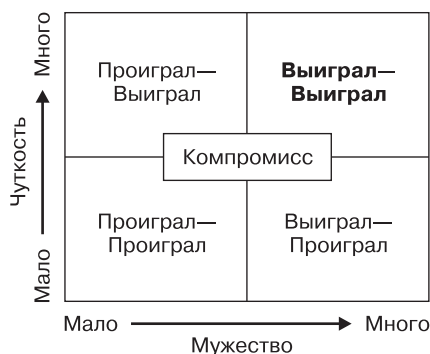 Много
Чуткость
Мало
Проиграл—
Выиграл
Выиграл—
Выиграл
Компромисс
Проиграл—
Проиграл
Выиграл—
Проиграл
Мало
Много
Мужество